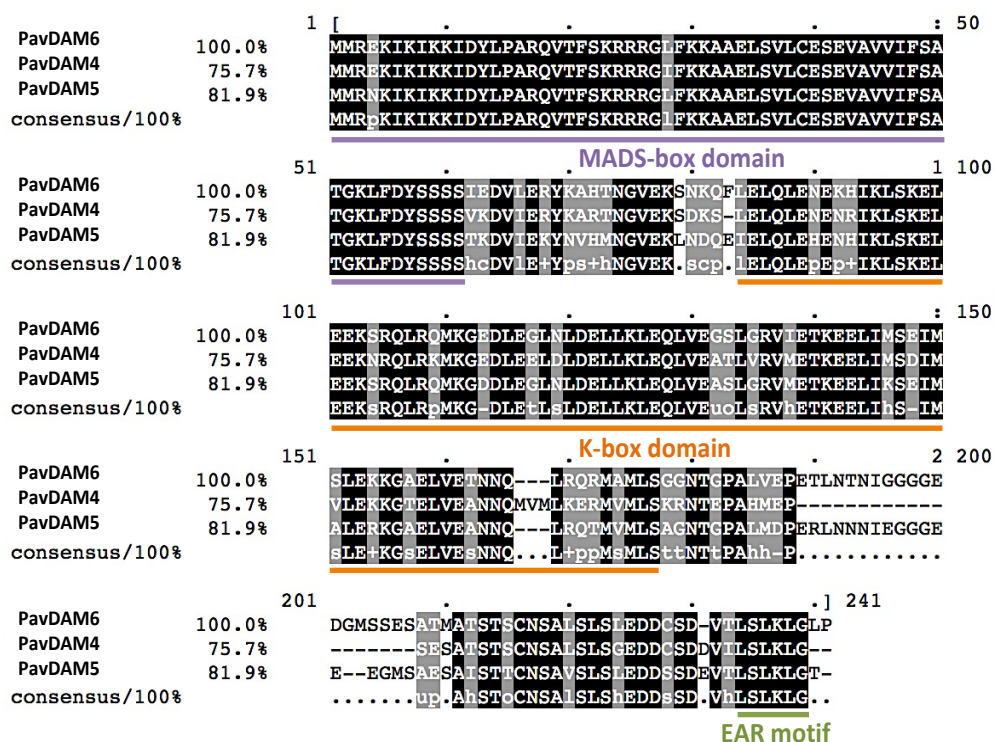 1 [ . . . . : 50
PavDAM6 100.0% MMREKIKIKKIDYLPARQVTFSKRRRGLFKKAAELSVLCESEVAVVIFSA
PavDAM4 75.7% MMREKIKIKKIDYLPARQVTFSKRRRGIFKKAAELSVLCESEVAVVIFSA
PavDAM5 81.9% MMRNKIKIKKIDYLPARQVTFSKRRRGLFKKAAELSVLCESEVAVVIFSA
consensus/100% MMRpKIKIKKIDYLPARQVTFSKRRRGlFKKAAELSVLCESEVAVVIFSA
MADS-box domain
51 . . . . 1 100
PavDAM6 100.0% TGKLFDYSSSSIEDVLERYKAHTNGVEKSNKQFLELQLENEKHIKLSKEL
PavDAM4 75.7% TGKLFDYSSSSVKDVIERYKARTNGVEKSDKS-LELQLENENRIKLSKEL
PavDAM5 81.9% TGKLFDYSSSSTKDVIEKYNVHMNGVEKLNDQEIELQLEHENHIKLSKEL
consensus/100% TGKLFDYSSSShcDVlE+Yps+hNGVEK.scp.lELQLEpEp+IKLSKEL
101 . . . . : 150
PavDAM6 100.0% EEKSRQLRQMKGEDLEGLNLDELLKLEQLVEGSLGRVIETKEELIMSEIM
PavDAM4 75.7% EEKNRQLRKMKGEDLEELDLDELLKLEQLVEATLVRVMETKEELIMSDIM
PavDAM5 81.9% EEKSRQLRQMKGDDLEGLNLDELLKLEQLVEASLGRVMETKEELIKSEIM
consensus/100% EEKsRQLRpMKG-DLEtLsLDELLKLEQLVEuoLsRVhETKEELIhS-IM
K-box domain
151 . . . . 2 200
PavDAM6 100.0% SLEKKGAELVETNNQ---LRQRMAMLSGGNTGPALVEPETLNTNIGGGGE
PavDAM4 75.7% VLEKKGTELVEANNQMVMLKERMVMLSKRNTEPAHMEP------------
PavDAM5 81.9% ALERKGAELVEANNQ---LRQTMVMLSAGNTGPALMDPERLNNNIEGGGE
consensus/100% sLE+KGsELVEsNNQ...L+ppMsMLSttNTtPAhh-P............
201 . . . .] 241
PavDAM6 100.0% DGMSSESATMATSTSCNSALSLSLEDDCSD-VTLSLKLGLP
PavDAM4 75.7% -------SESATSTSCNSALSLSGEDDCSDDVILSLKLG--
PavDAM5 81.9% E--EGMSAESAISTTCNSAVSLSLEDDSSDEVTLSLKLGT-
consensus/100% .......up.AhSToCNSAlSLShEDDsSD.VhLSLKLG..
EAR motif